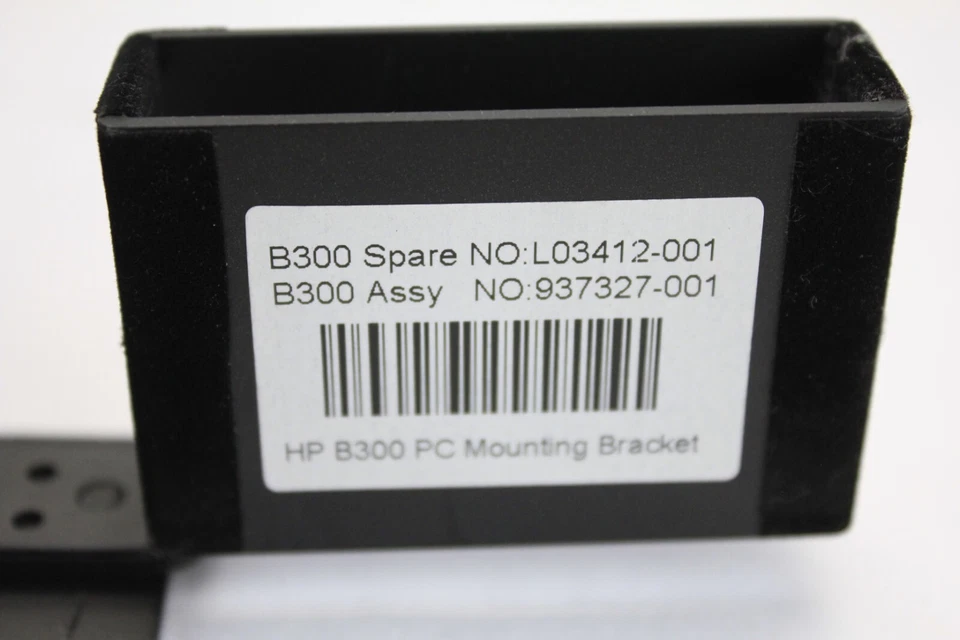 B300 Spare NO:L03412-001
B300 Assy NO:937327-001
HP B300 PC Mounting Bracket